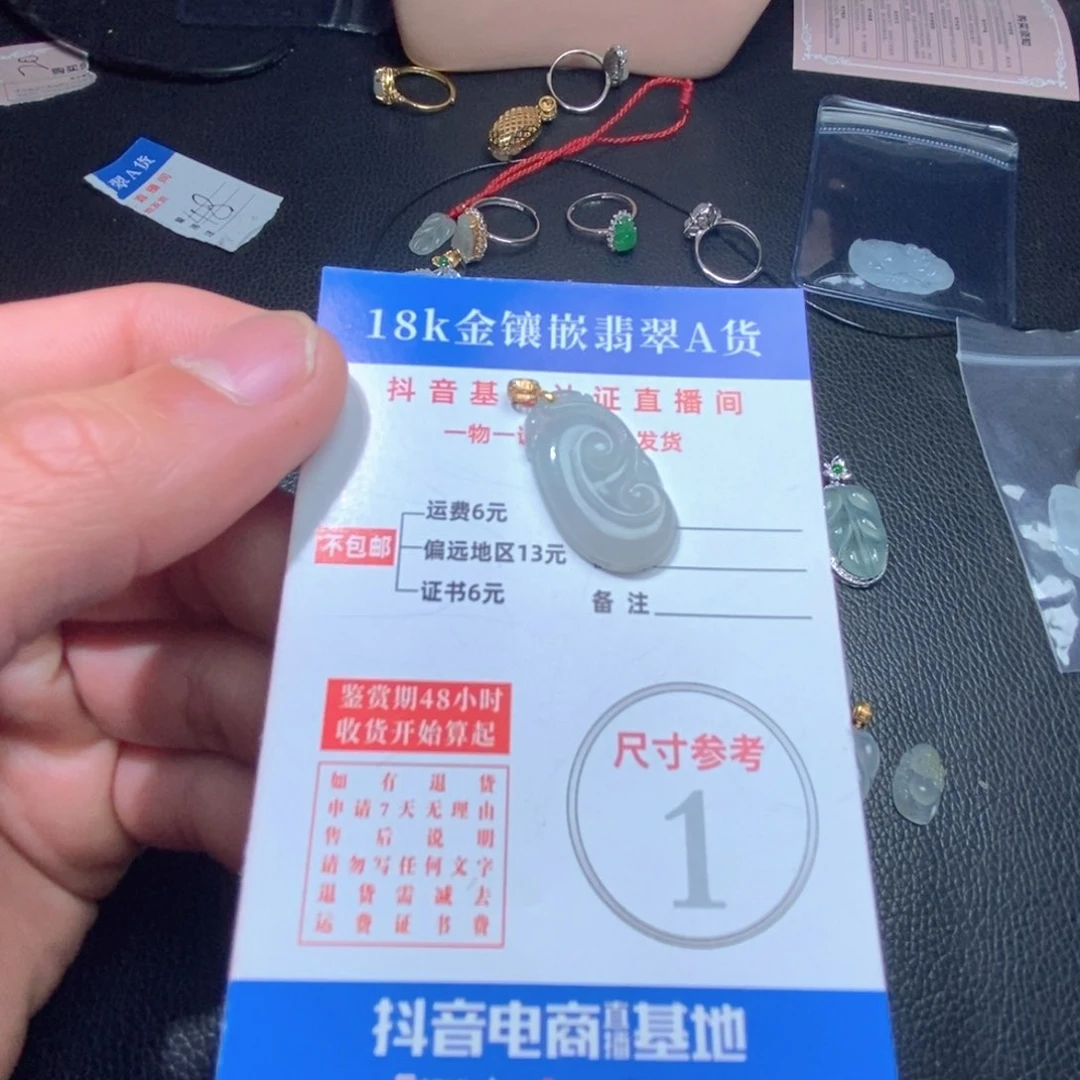 翠A货
直播间
18k金镶嵌翡翠A货
抖音基 证直播间
一物一 发货
不包邮
运费6元
偏远地区13元
证书6元
备注
鉴赏期48小时
收货开始算起
如有退货
申请7天无理由
售后说明
请勿写任何文字
退货需减去
运费证书费
尺寸参考
1
抖音电商直播基地